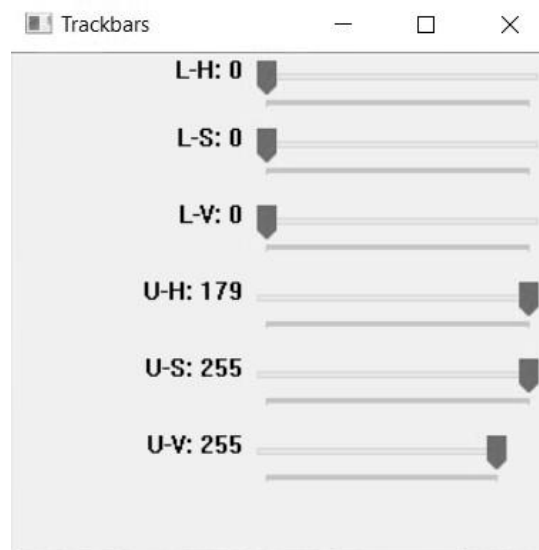 Trackbars
L-H: 0
L-S: 0
L-V: 0
U-H: 179
U-S: 255
U-V: 255